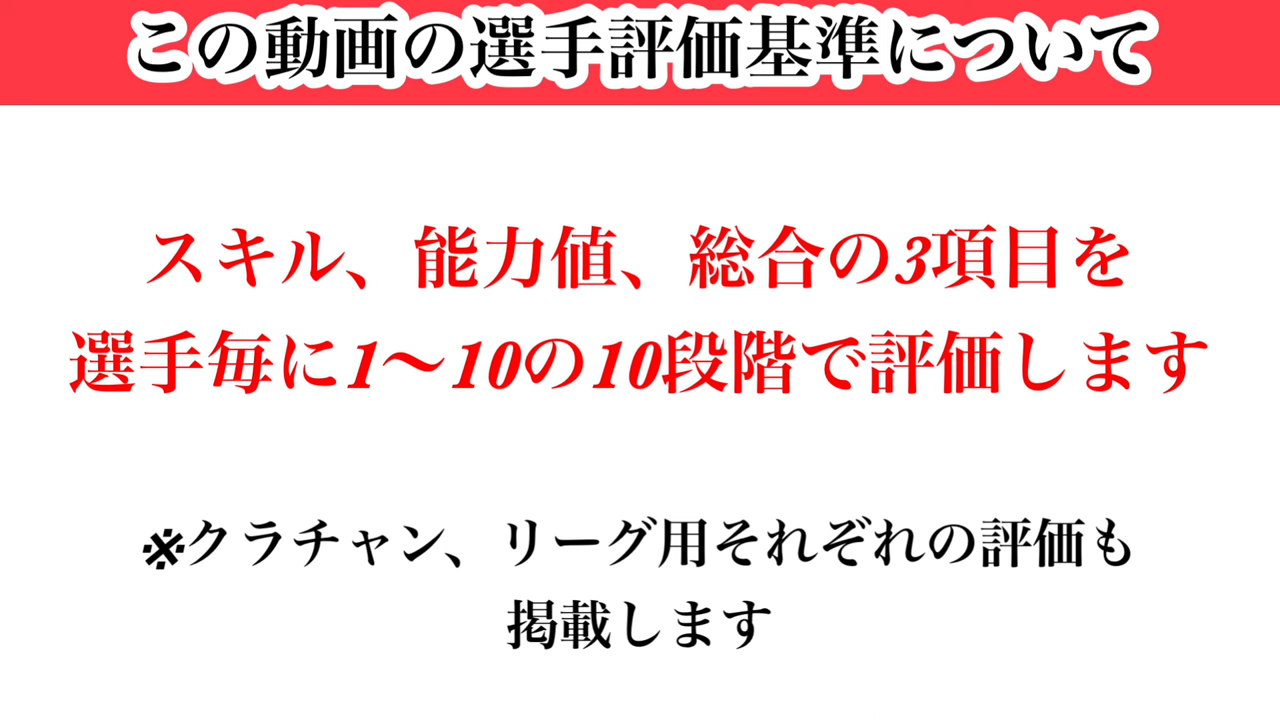 この動画の選手評価基準について
スキル、能力値、総合の3項目を
選手毎に1〜10の10段階で評価します
※クラチャン、リーグ用それぞれの評価も
掲載します